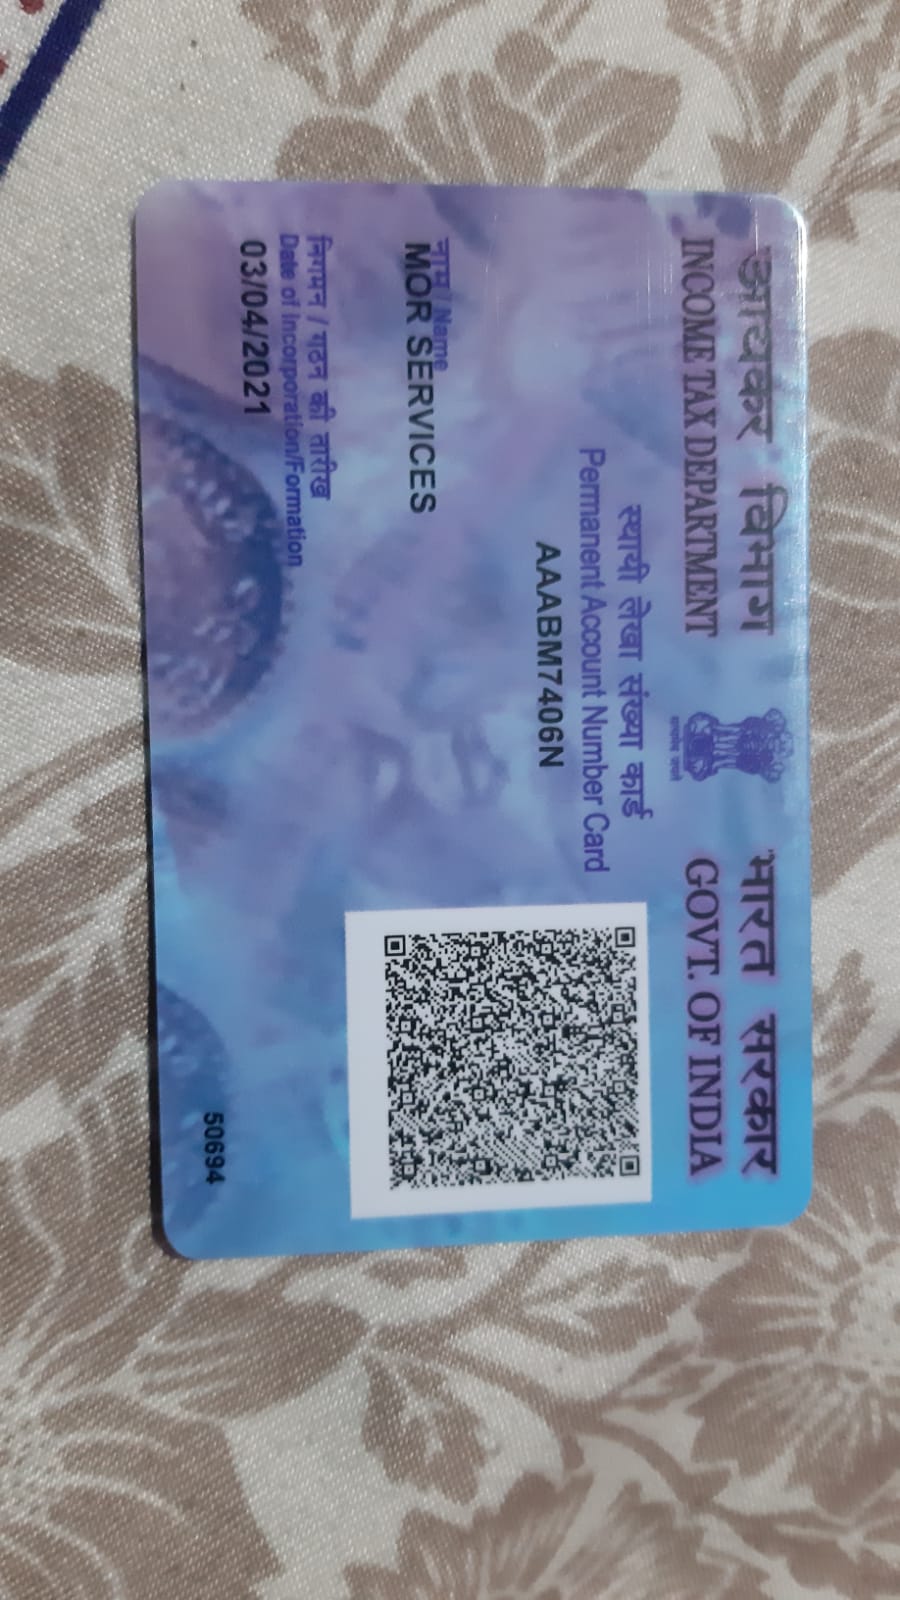 आयकर विभाग
INCOME TAX DEPARTMENT
सत्यमेव जयते
भारत सरकार
GOVT. OF INDIA
स्थायी लेखा संख्या कार्ड
Permanent Account Number Card
AAABM7406N
नाम / Name
MOR SERVICES
निगमन / गठन की तारीख
Date of Incorporation/Formation
03/04/2021
50694